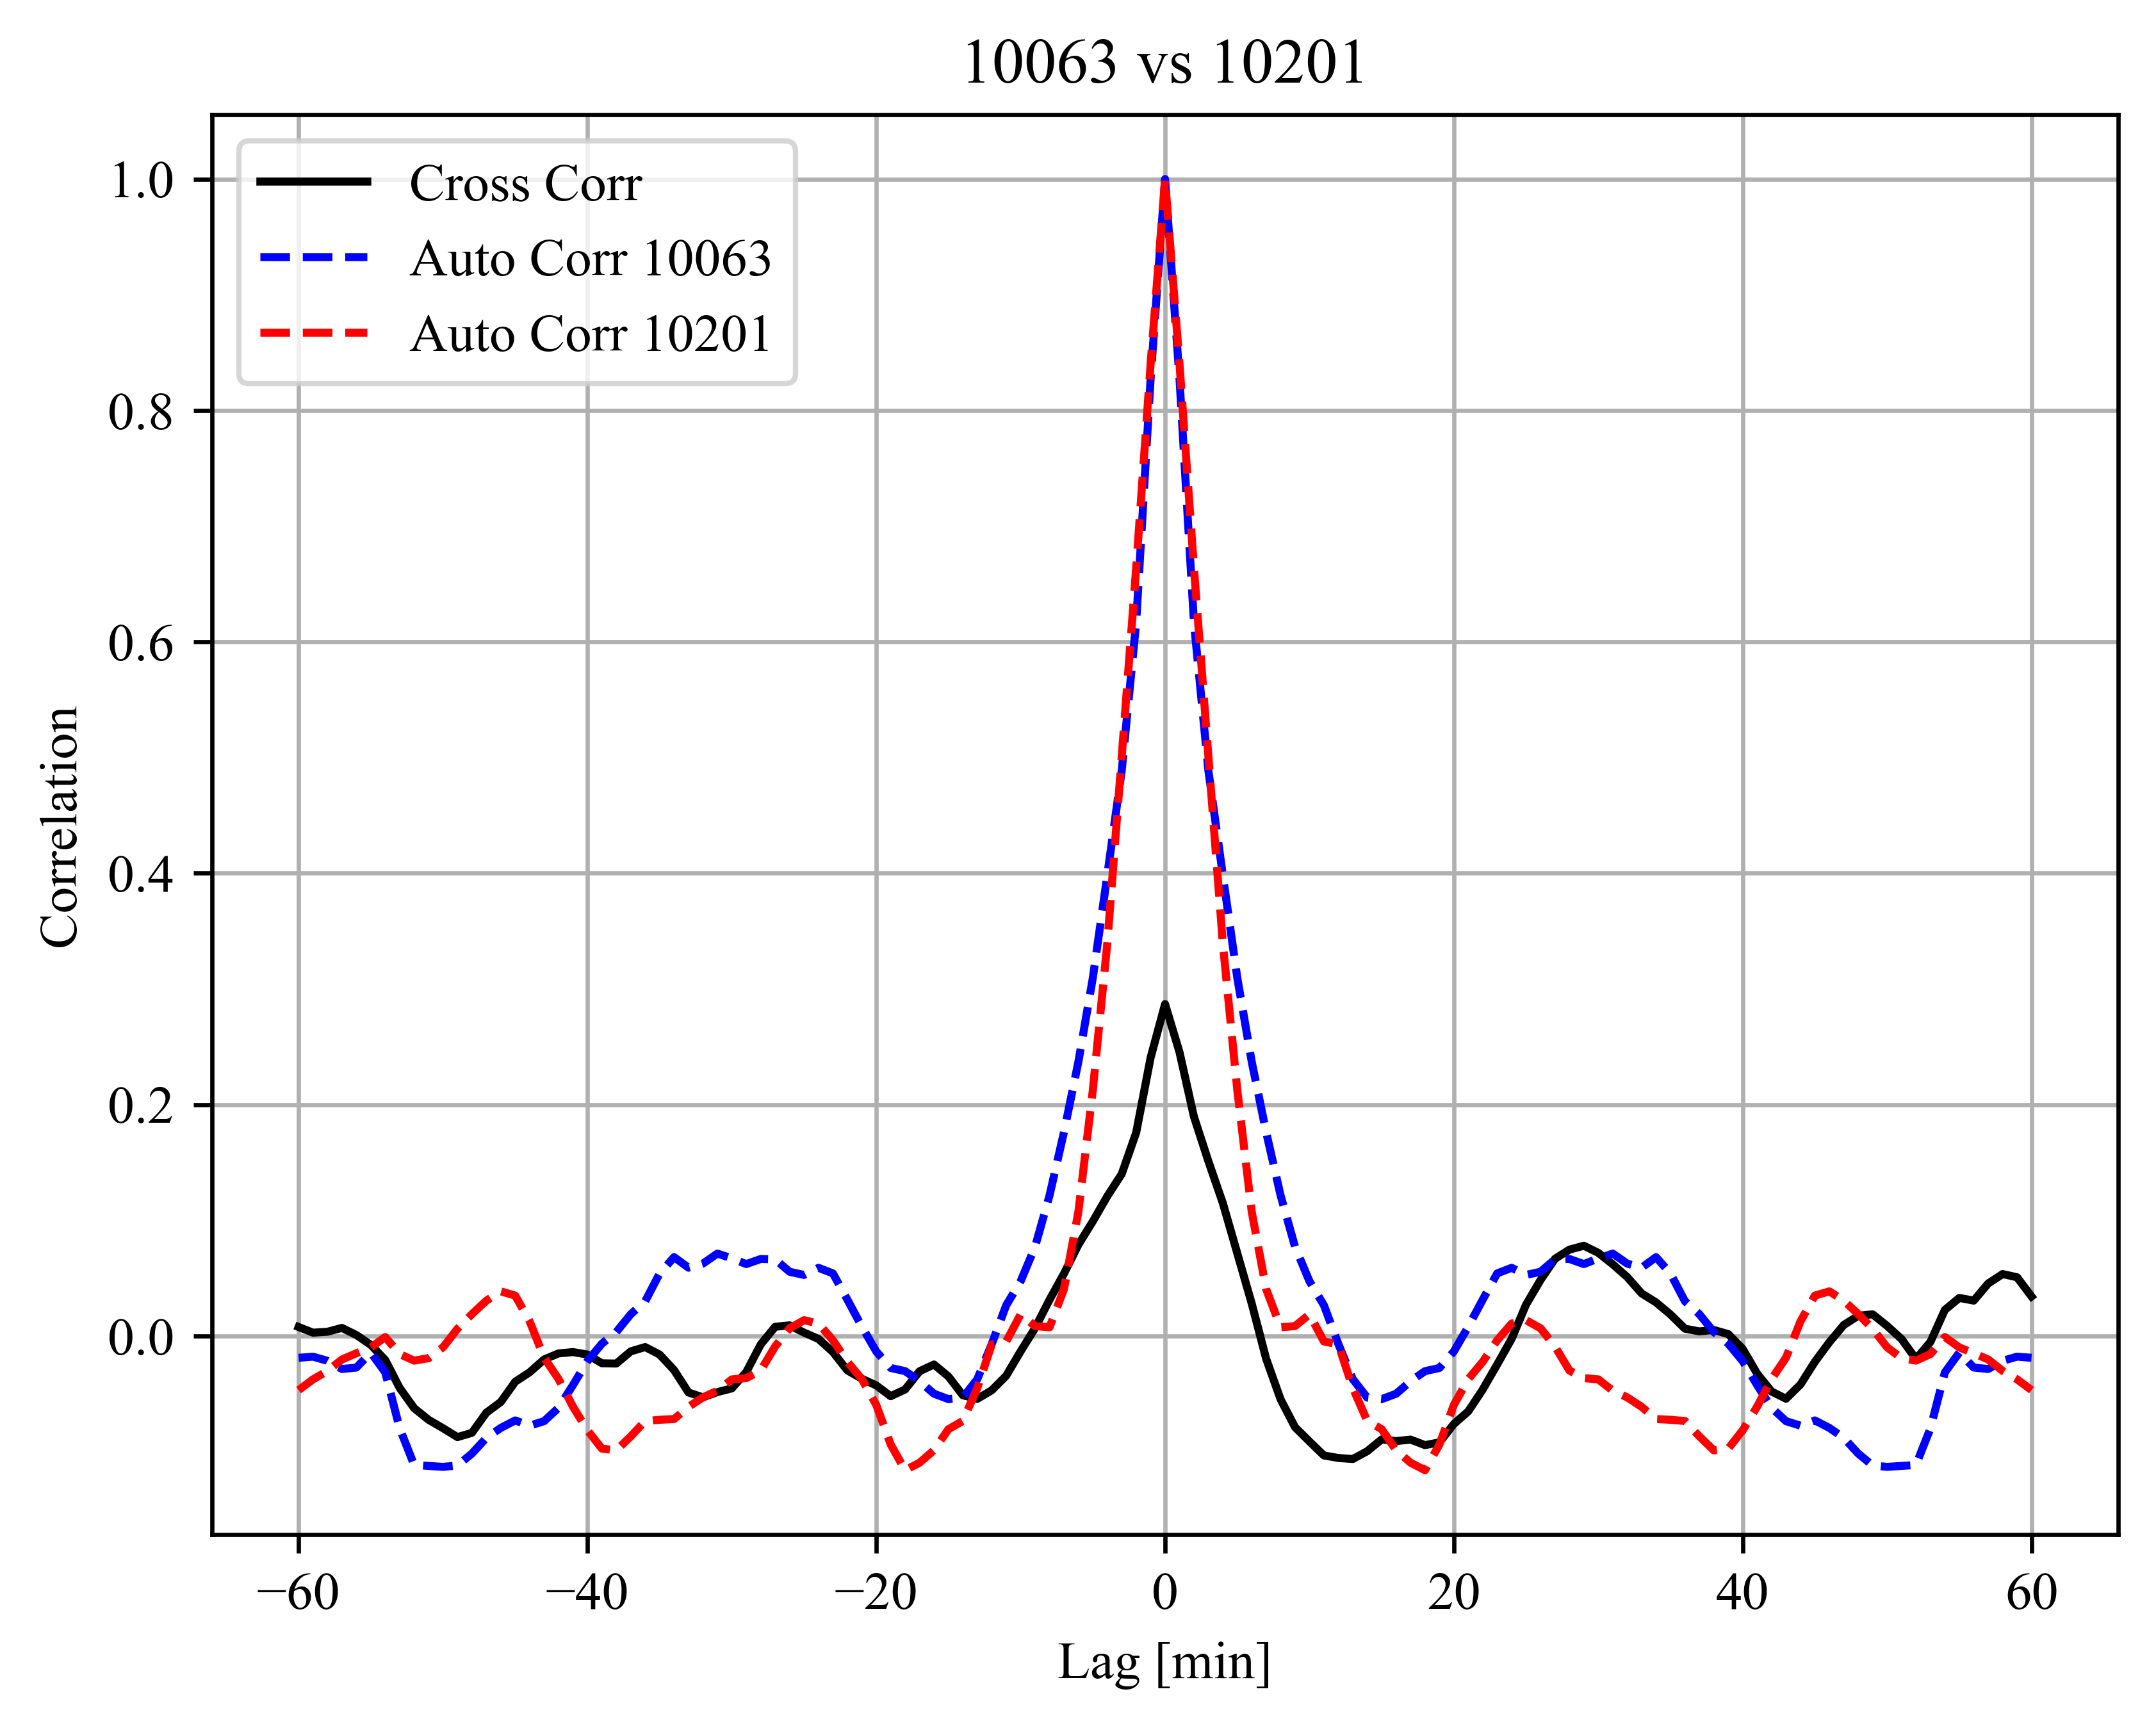 10063 vs 10201
Cross Corr
Auto Corr 10063
Auto Corr 10201
1.0
0.8
0.6
0.4
0.2
0.0
Correlation
−60
−40
−20
0
20
40
60
Lag [min]